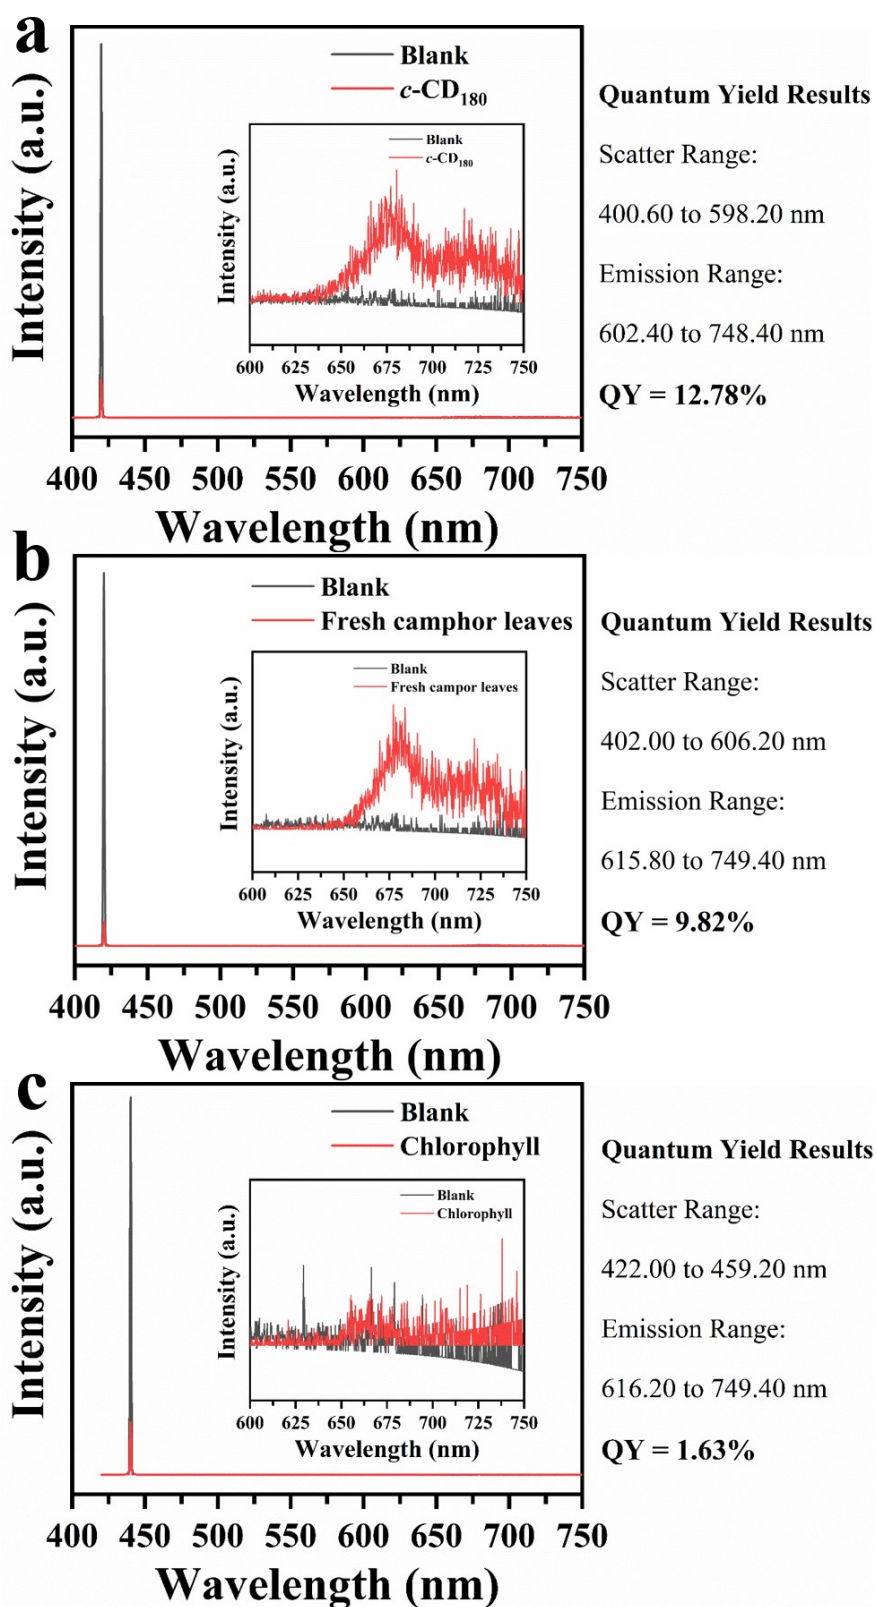 a
Intensity (a.u.)
Blank
c-CD180
Intensity (a.u.)
Blank
c-CD180
600 625 650 675 700 725 750
Wavelength (nm)
400 450 500 550 600 650 700 750
Wavelength (nm)
Quantum Yield Results
Scatter Range:
400.60 to 598.20 nm
Emission Range:
602.40 to 748.40 nm
QY = 12.78%
b
Intensity (a.u.)
Blank
Fresh camphor leaves
Intensity (a.u.)
Blank
Fresh campor leaves
600 625 650 675 700 725 750
Wavelength (nm)
400 450 500 550 600 650 700 750
Wavelength (nm)
Quantum Yield Results
Scatter Range:
402.00 to 606.20 nm
Emission Range:
615.80 to 749.40 nm
QY = 9.82%
c
Intensity (a.u.)
Blank
Chlorophyll
Intensity (a.u.)
Blank
Chlorophyll
600 625 650 675 700 725 750
Wavelength (nm)
400 450 500 550 600 650 700 750
Wavelength (nm)
Quantum Yield Results
Scatter Range:
422.00 to 459.20 nm
Emission Range:
616.20 to 749.40 nm
QY = 1.63%